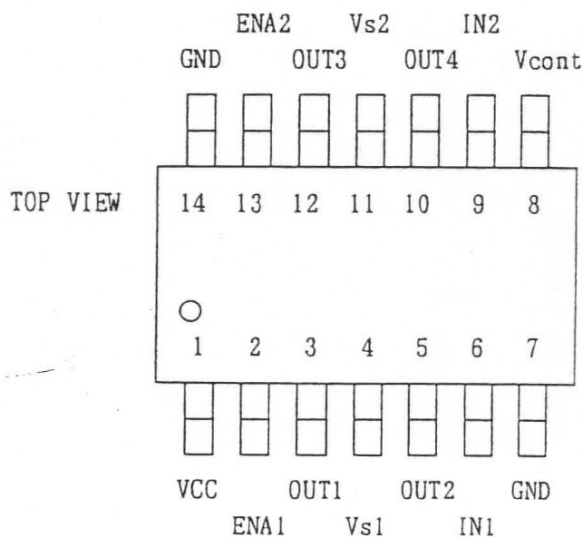 ENA2 Vs2 IN2
GND OUT3 OUT4 Vcont
TOP VIEW 14 13 12 11 10 9 8
1 2 3 4 5 6 7
VCC OUT1 OUT2 GND
ENA1 Vs1 IN1